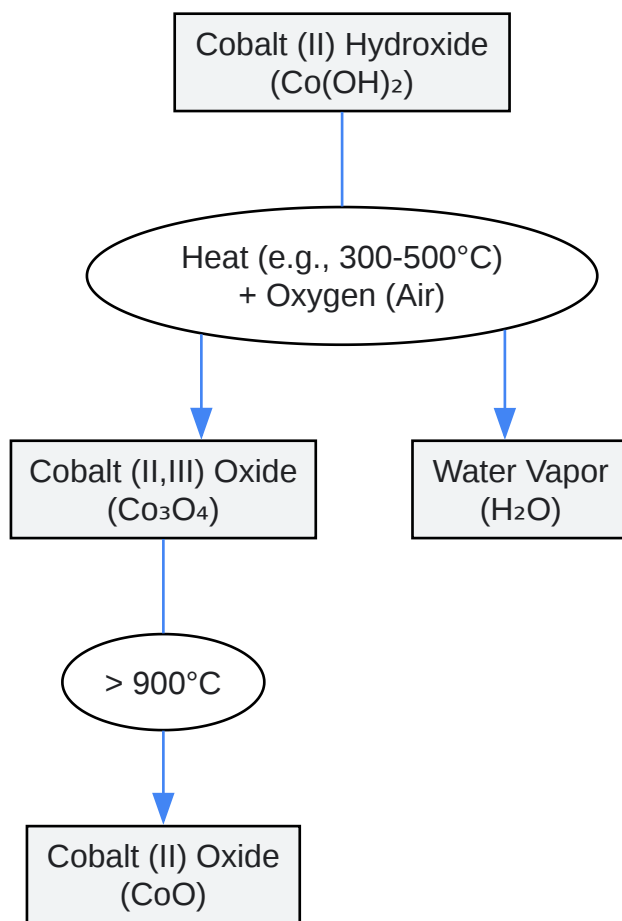 Cobalt (II) Hydroxide
(Co(OH)₂)
Heat (e.g., 300-500°C)
+ Oxygen (Air)
Cobalt (II,III) Oxide
(Co₃O₄)
Water Vapor
(H₂O)
> 900°C
Cobalt (II) Oxide
(CoO)